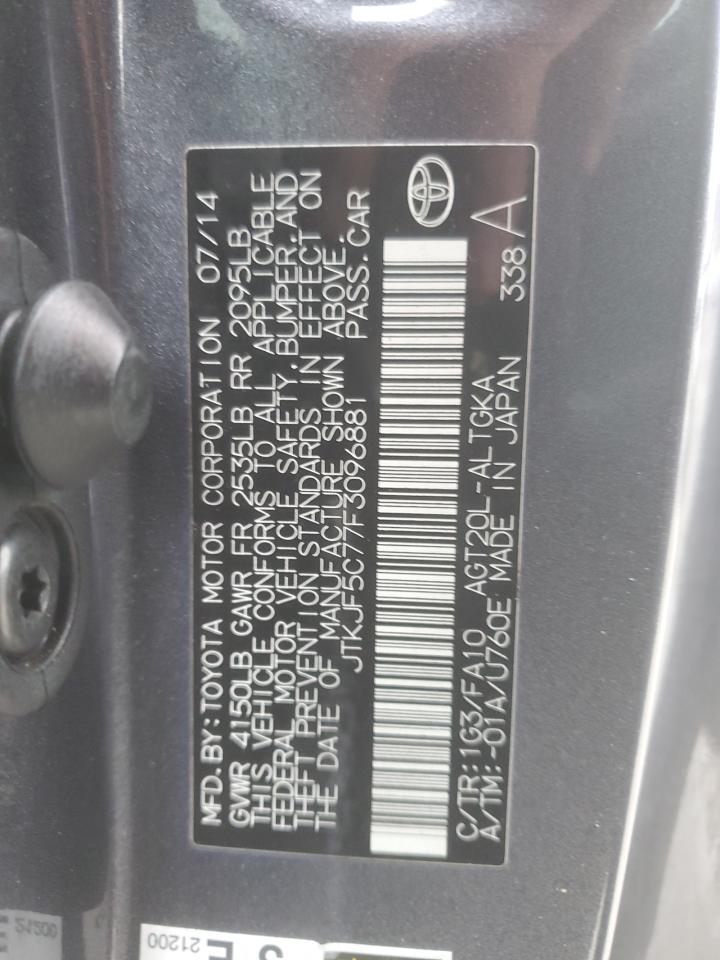 MFD.BY:TOYOTA MOTOR CORPORATION 07/14
GVWR 4150LB GAWR FR 2535LB RR 2095LB
THIS VEHICLE CONFORMS TO ALL APPLICABLE
FEDERAL MOTOR VEHICLE SAFETY,BUMPER,AND
THEFT PREVENTION STANDARDS IN EFFECT ON
THE DATE OF MANUFACTURE SHOWN ABOVE.
JTKJF5C77F3096881 PASS.CAR
C/TR:1G3/FA10 AGT20L-ALTGKA
A/TM:-01A/U760E MADE IN JAPAN 338 A
21200
3 E
21200